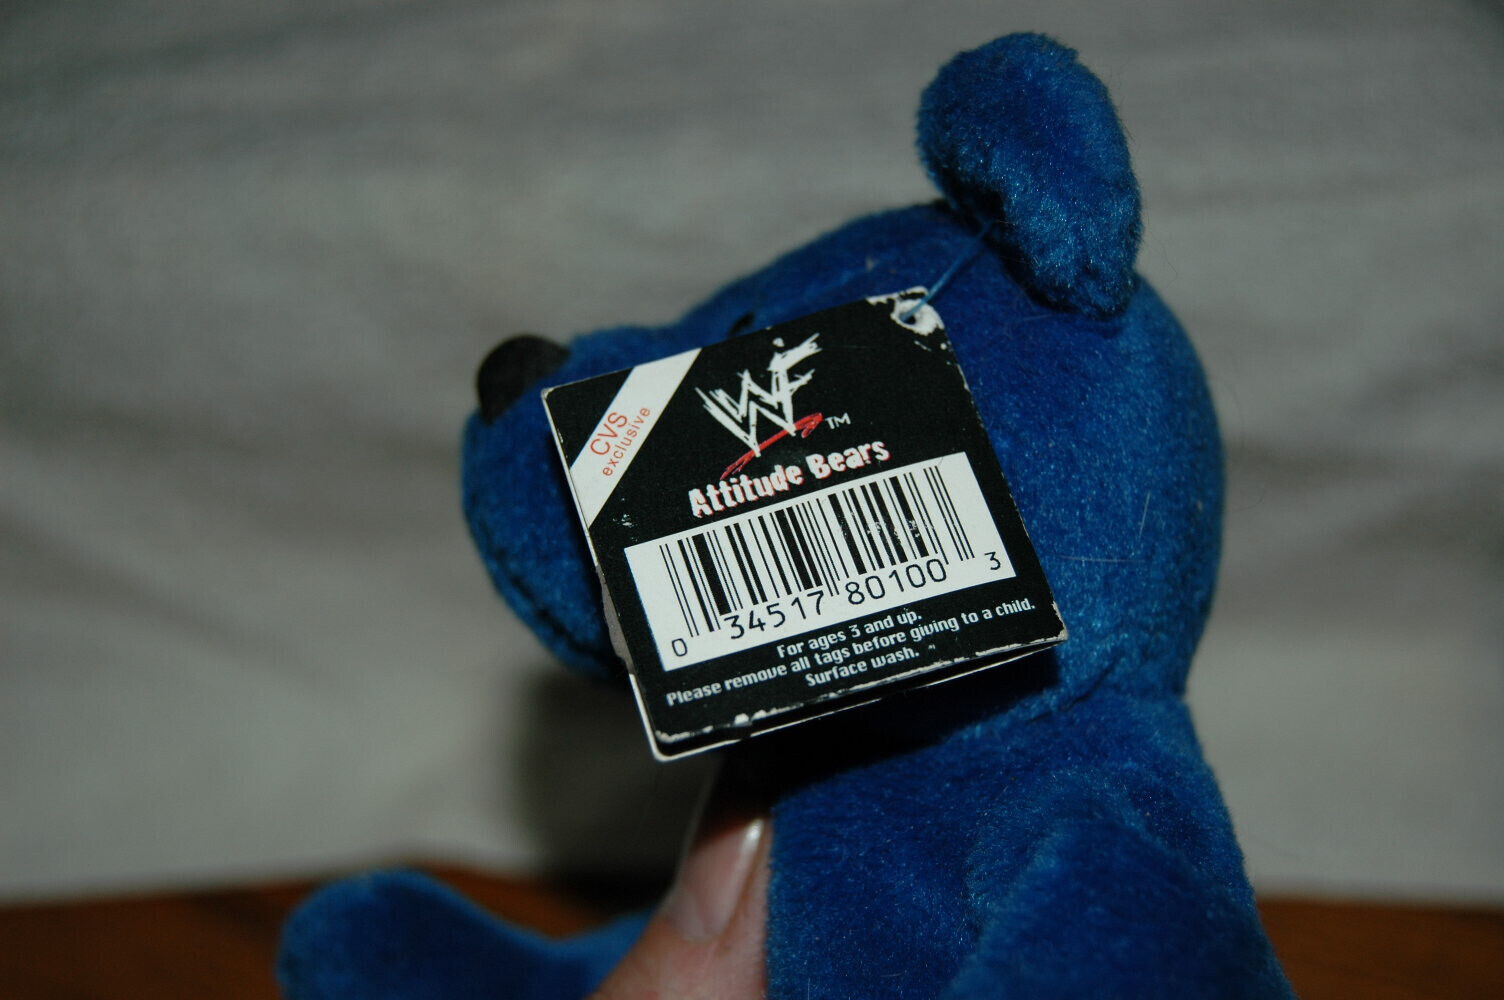 CVS
exclusive
WF
TM
Attitude Bears
0 34517 80100 3
For ages 3 and up.
Please remove all tags before giving to a child.
Surface wash.